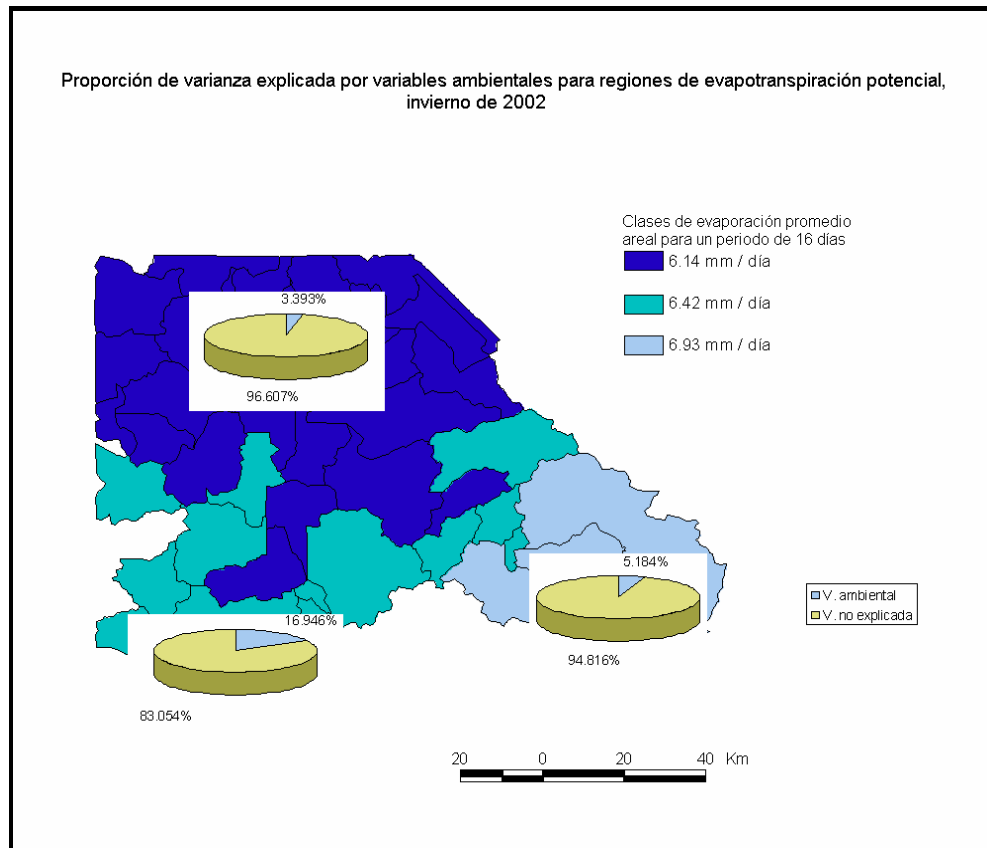 Proporción de varianza explicada por variables ambientales para regiones de evapotranspiración potencial,
invierno de 2002
Clases de evaporación promedio
areal para un periodo de 16 días
6.14 mm / día
6.42 mm / día
6.93 mm / día
3.393%
96.607%
5.184%
94.816%
16.946%
83.054%
V. ambiental
V. no explicada
20 0 20 40 Km